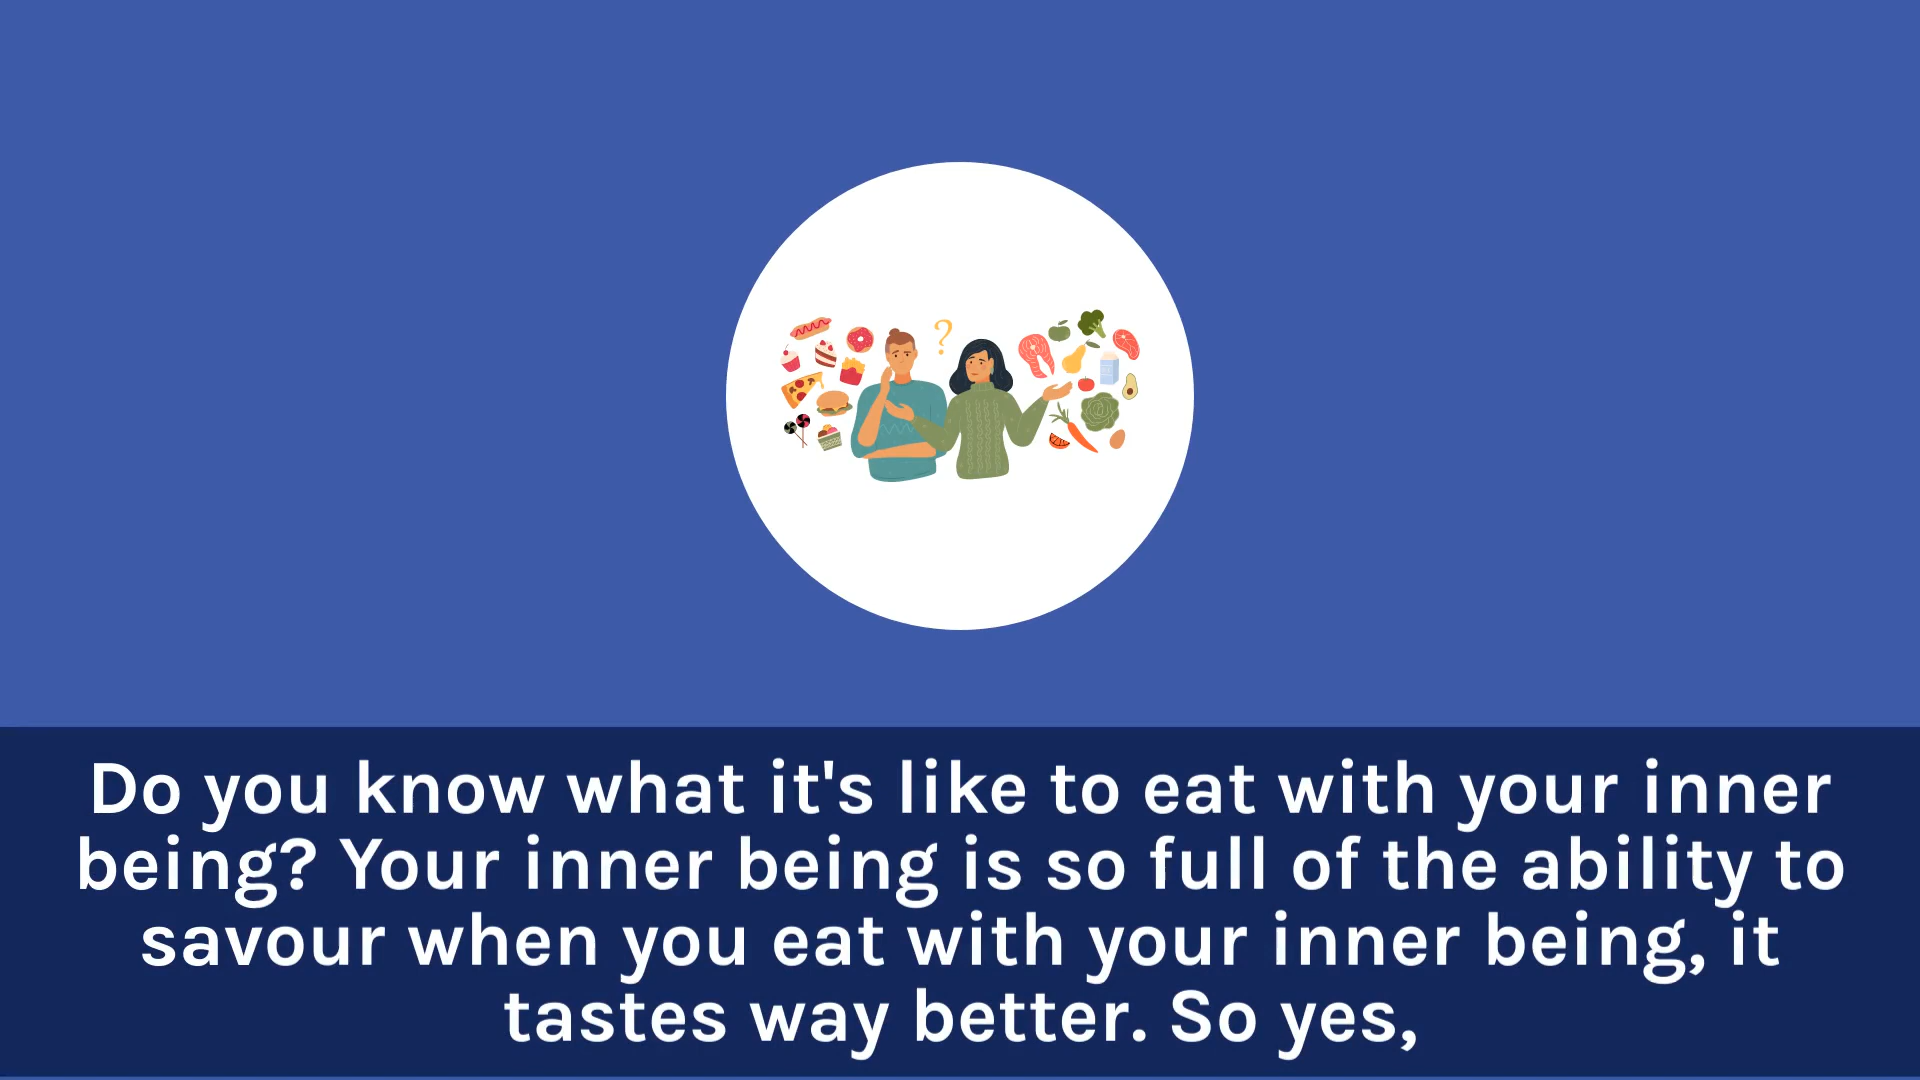 ?
Do you know what it's like to eat with your inner
being? Your inner being is so full of the ability to
savour when you eat with your inner being, it
tastes way better. So yes,